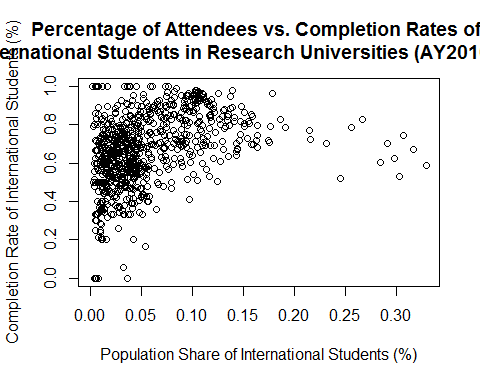 Percentage of Attendees vs. Completion Rates of
ernational Students in Research Universities (AY201
Completion Rate of International Students (%)
1.0
0.8
0.6
0.4
0.2
0.0
0.00 0.05 0.10 0.15 0.20 0.25 0.30
Population Share of International Students (%)